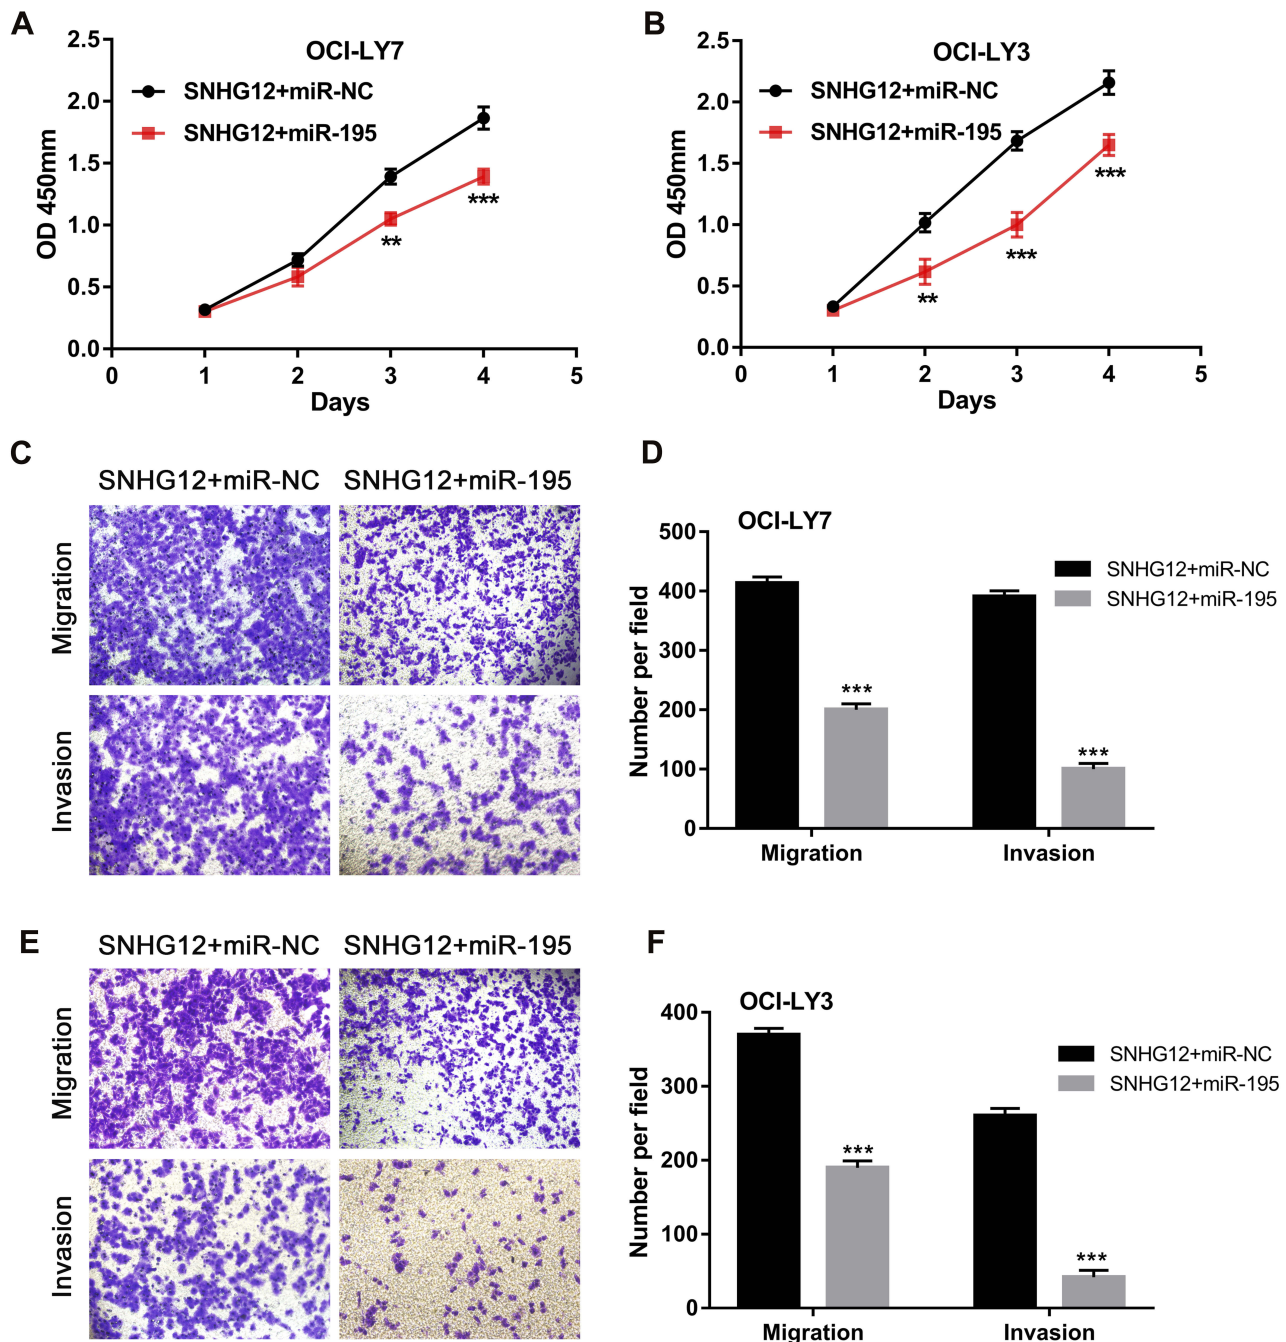 A
OCI-LY7
SNHG12+miR-NC
SNHG12+miR-195
OD 450mm
2.5
2.0
1.5
1.0
0.5
0.0
***
**
0 1 2 3 4 5
Days
B
OCI-LY3
SNHG12+miR-NC
SNHG12+miR-195
OD 450mm
2.5
2.0
1.5
1.0
0.5
0.0
***
***
**
0 1 2 3 4 5
Days
C
SNHG12+miR-NC SNHG12+miR-195
Migration
Invasion
D
OCI-LY7
SNHG12+miR-NC
SNHG12+miR-195
Number per field
500
400
300
200
100
0
***
***
Migration Invasion
E
SNHG12+miR-NC SNHG12+miR-195
Migration
Invasion
F
OCI-LY3
SNHG12+miR-NC
SNHG12+miR-195
Number per field
400
300
200
100
0
***
***
Migration Invasion